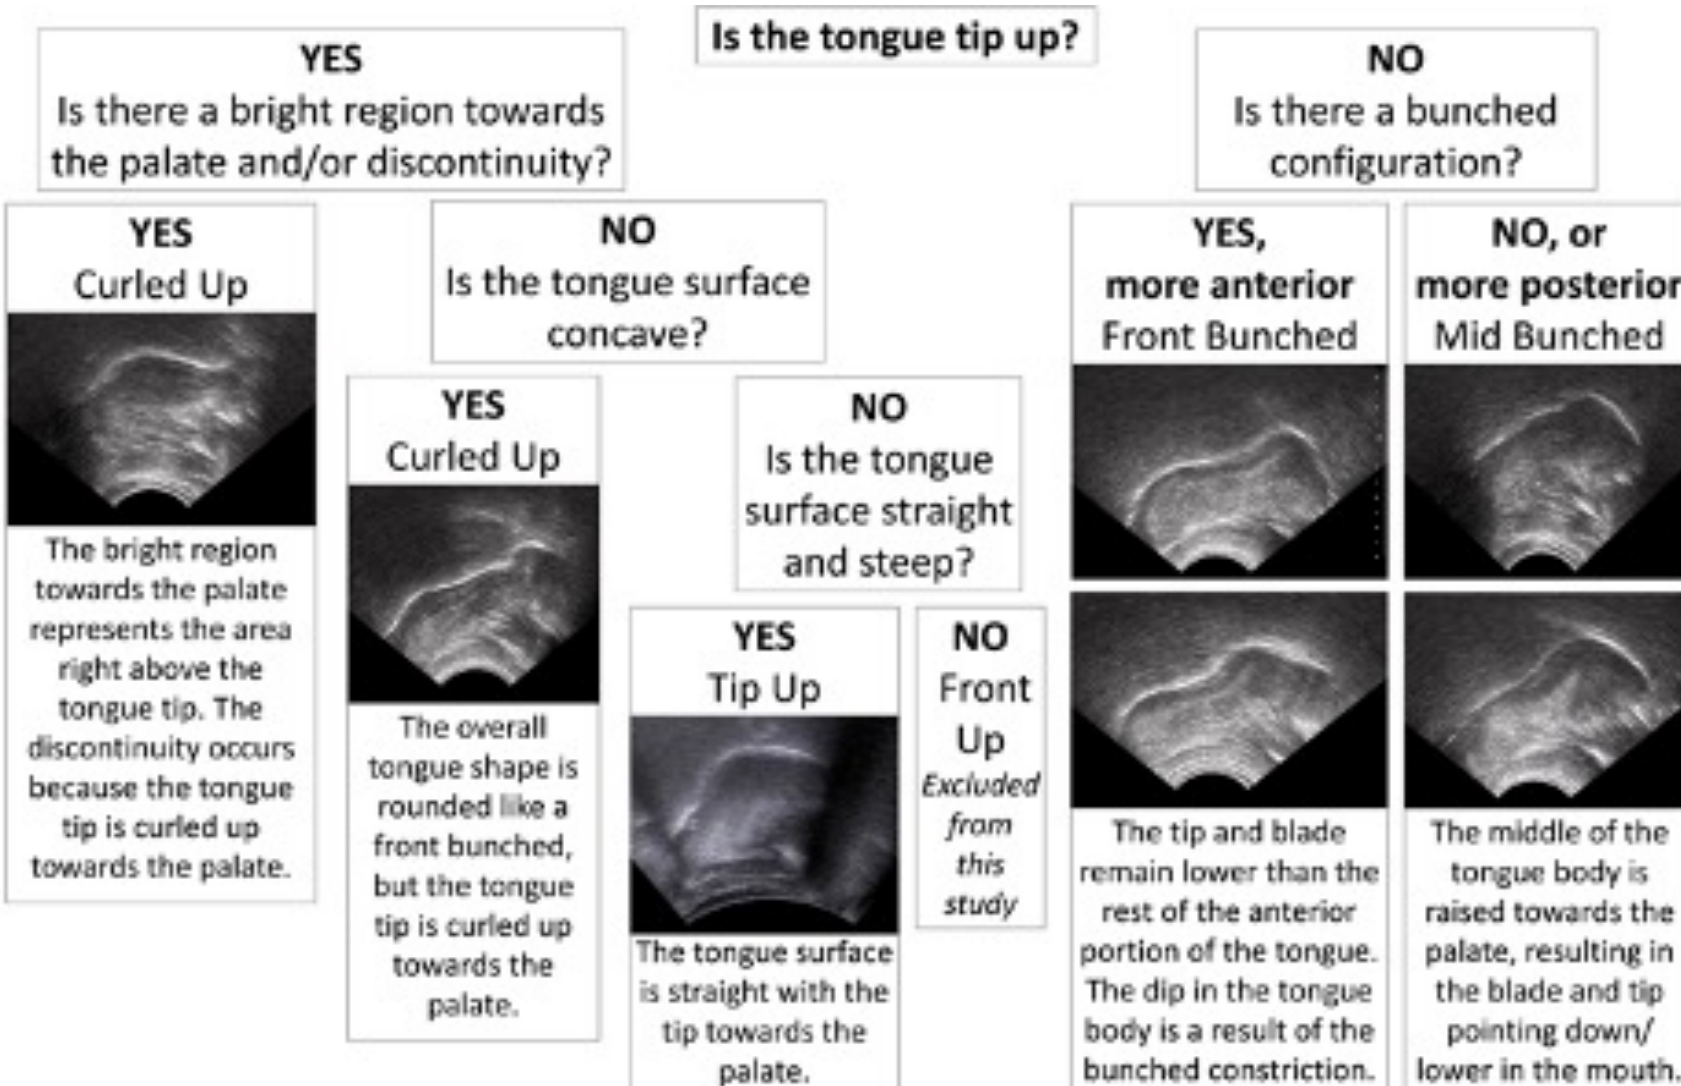 Is the tongue tip up?
YES
Is there a bright region towards
the palate and/or discontinuity?
YES
Curled Up
The bright region
towards the palate
represents the area
right above the
tongue tip. The
discontinuity occurs
because the tongue
tip is curled up
towards the palate.
NO
Is the tongue surface
concave?
YES
Curled Up
The overall
tongue shape is
rounded like a
front bunched,
but the tongue
tip is curled up
towards the
palate.
NO
Is the tongue
surface straight
and steep?
YES
Tip Up
The tongue surface
is straight with the
tip towards the
palate.
NO
Front
Up
Excluded
from
this
study
NO
Is there a bunched
configuration?
YES,
more anterior
Front Bunched
The tip and blade
remain lower than the
rest of the anterior
portion of the tongue.
The dip in the tongue
body is a result of the
bunched constriction.
NO, or
more posterior
Mid Bunched
The middle of the
tongue body is
raised towards the
palate, resulting in
the blade and tip
pointing down/
lower in the mouth.